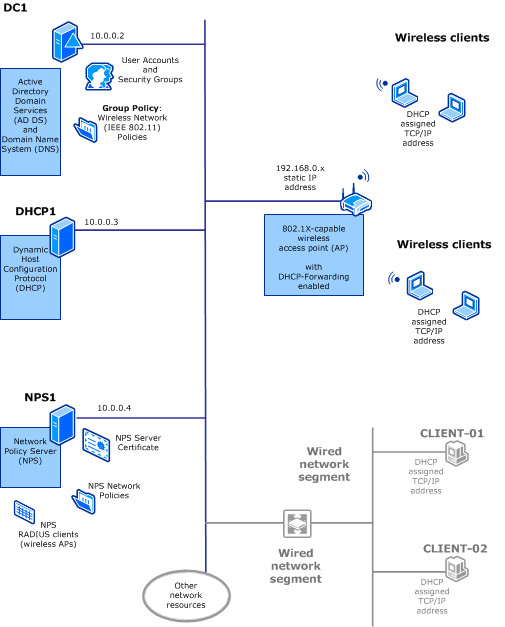 DC1
10.0.0.2
User Accounts
and
Security Groups
Active
Directory
Domain
Services
(AD DS)
and
Domain Name
System (DNS)
Group Policy:
Wireless Network
(IEEE 802.11)
Policies
Wireless clients
DHCP
assigned
TCP/IP
address
192.168.0.x
static IP
address
802.1X-capable
wireless
access point (AP)
with
DHCP-Forwarding
enabled
DHCP1
10.0.0.3
Dynamic
Host
Configuration
Protocol
(DHCP)
Wireless clients
DHCP
assigned
TCP/IP
address
NPS1
10.0.0.4
Network
Policy Server
(NPS)
NPS Server
Certificate
NPS Network
Policies
NPS
RADIUS clients
(wireless APs)
Wired
network
segment
CLIENT-01
DHCP
assigned
TCP/IP
address
Wired
network
segment
CLIENT-02
DHCP
assigned
TCP/IP
address
Other
network
resources